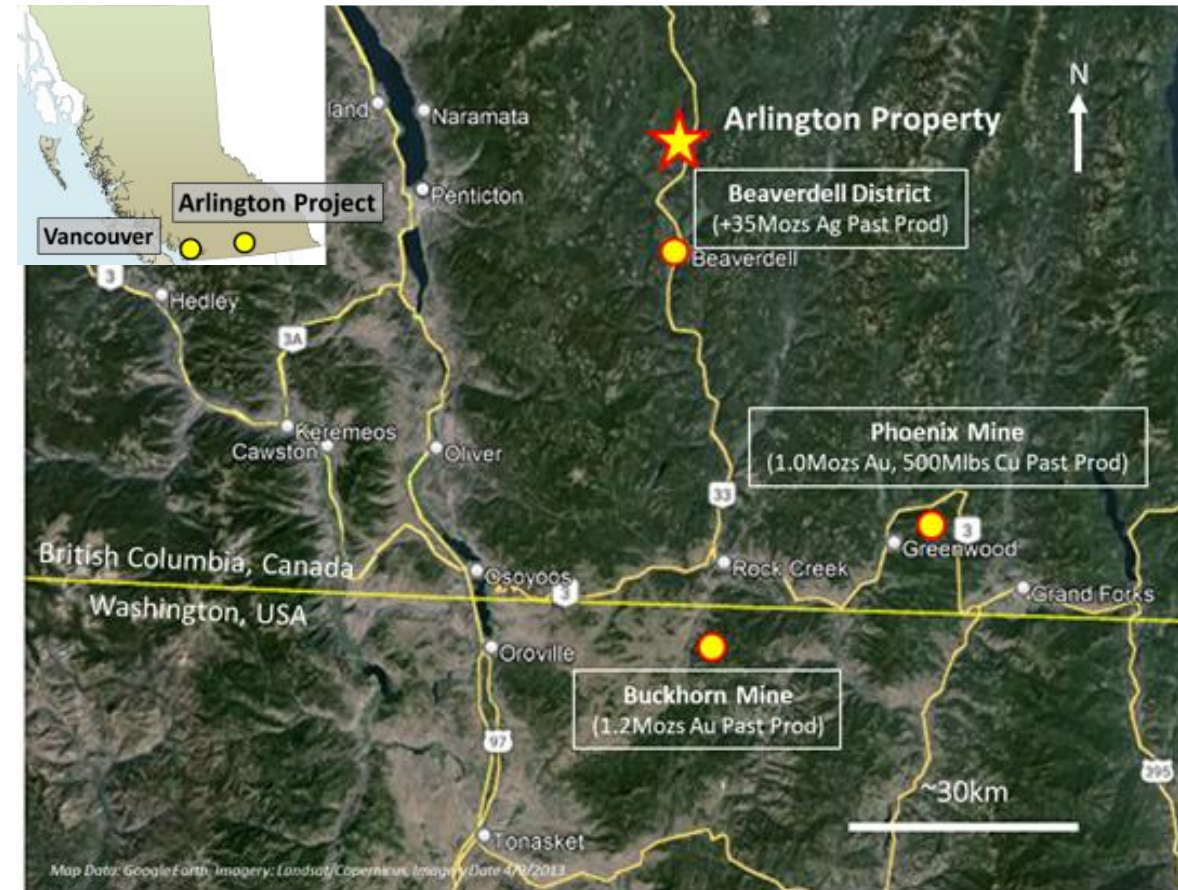 Arlington Project
Vancouver
land
Naramata
Arlington Property
N
Penticton
Beaverdell District
(+35Mozs Ag Past Prod)
Beaverdell
3
Hedley
3A
Keremeos
Cawston
Oliver
Phoenix Mine
(1.0Mozs Au, 500Mlbs Cu Past Prod)
33
3
Greenwood
British Columbia, Canada
Osoyoos
Rock Creek
3
Grand Forks
Washington, USA
Oroville
Buckhorn Mine
(1.2Mozs Au Past Prod)
97
395
~30km
Tonasket
Map Data: Google Earth, Imagery: Landsat/Copernicus, Imagery Date 4/9/2013